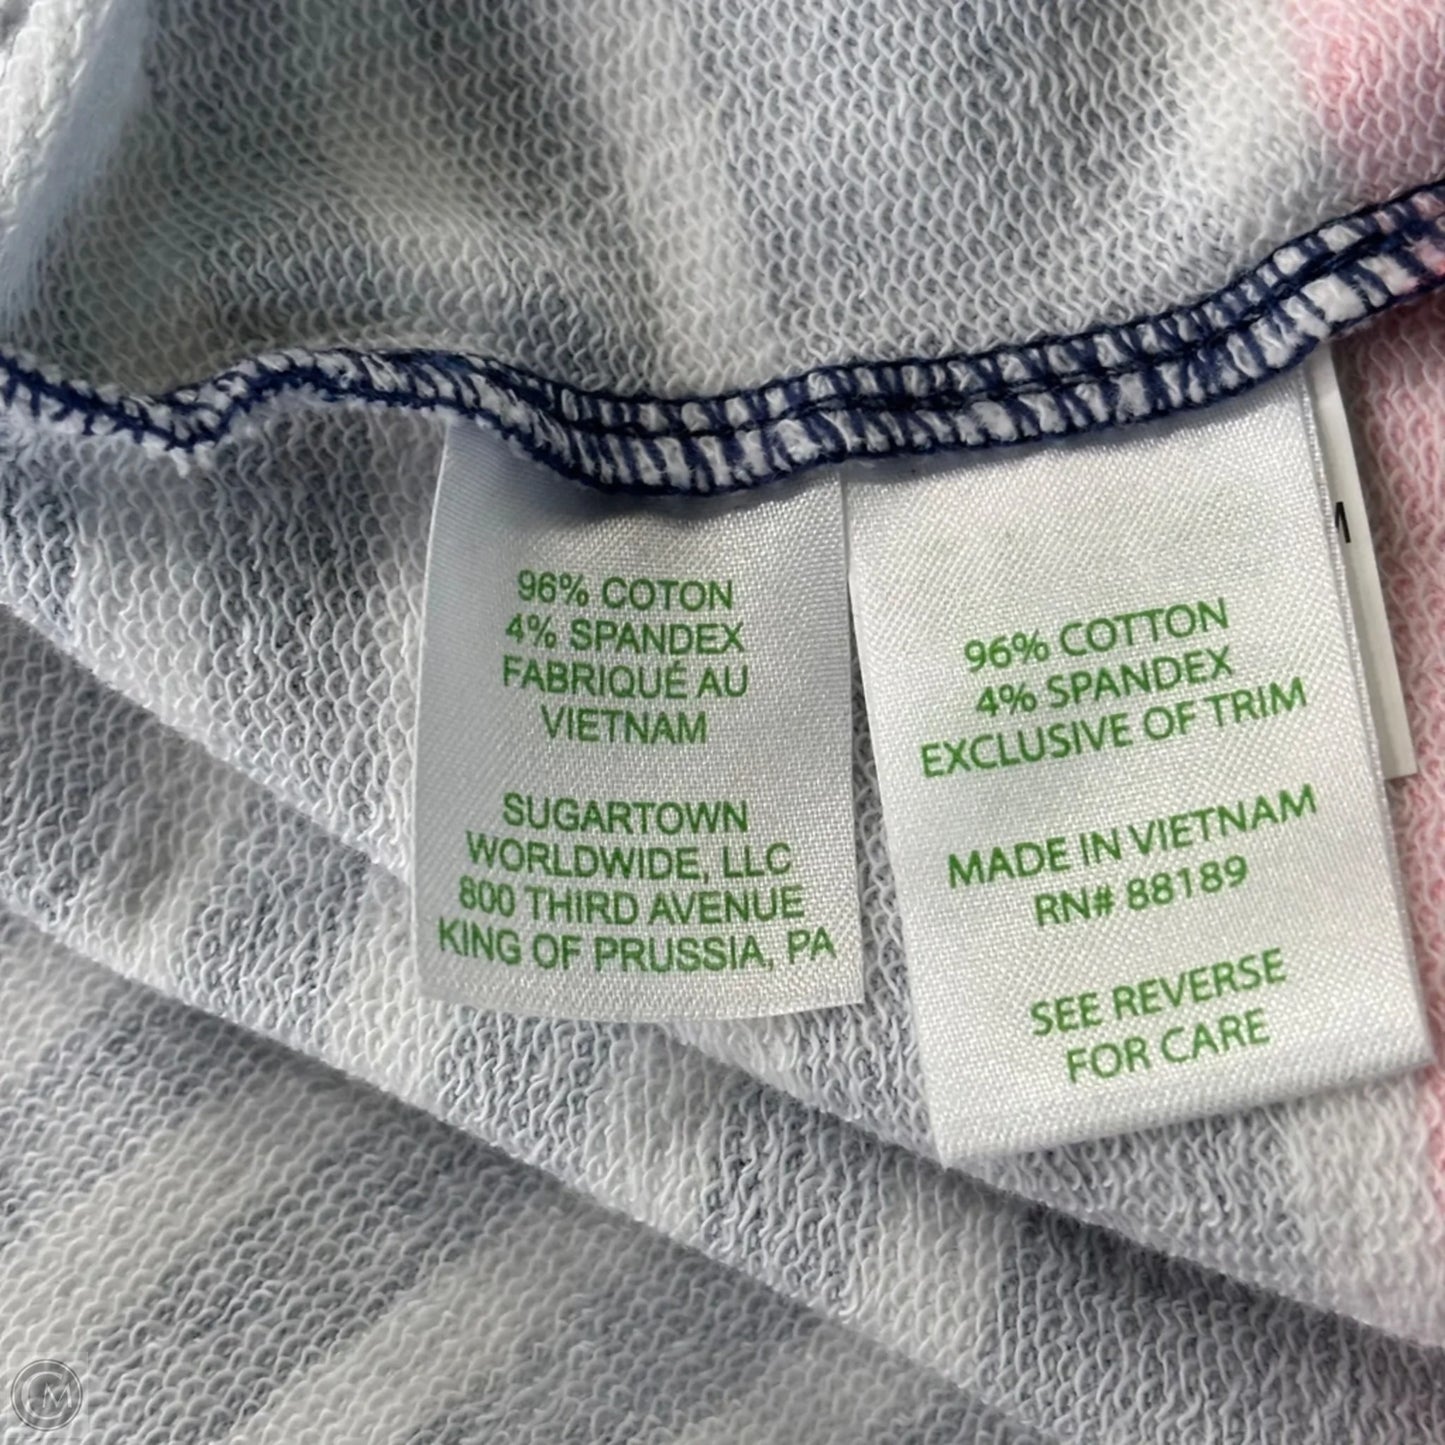 96% COTON
4% SPANDEX
FABRIQUÉ AU
VIETNAM
SUGARTOWN
WORLDWIDE, LLC
800 THIRD AVENUE
KING OF PRUSSIA, PA
96% COTTON
4% SPANDEX
EXCLUSIVE OF TRIM
MADE IN VIETNAM
RN# 88189
SEE REVERSE
FOR CARE